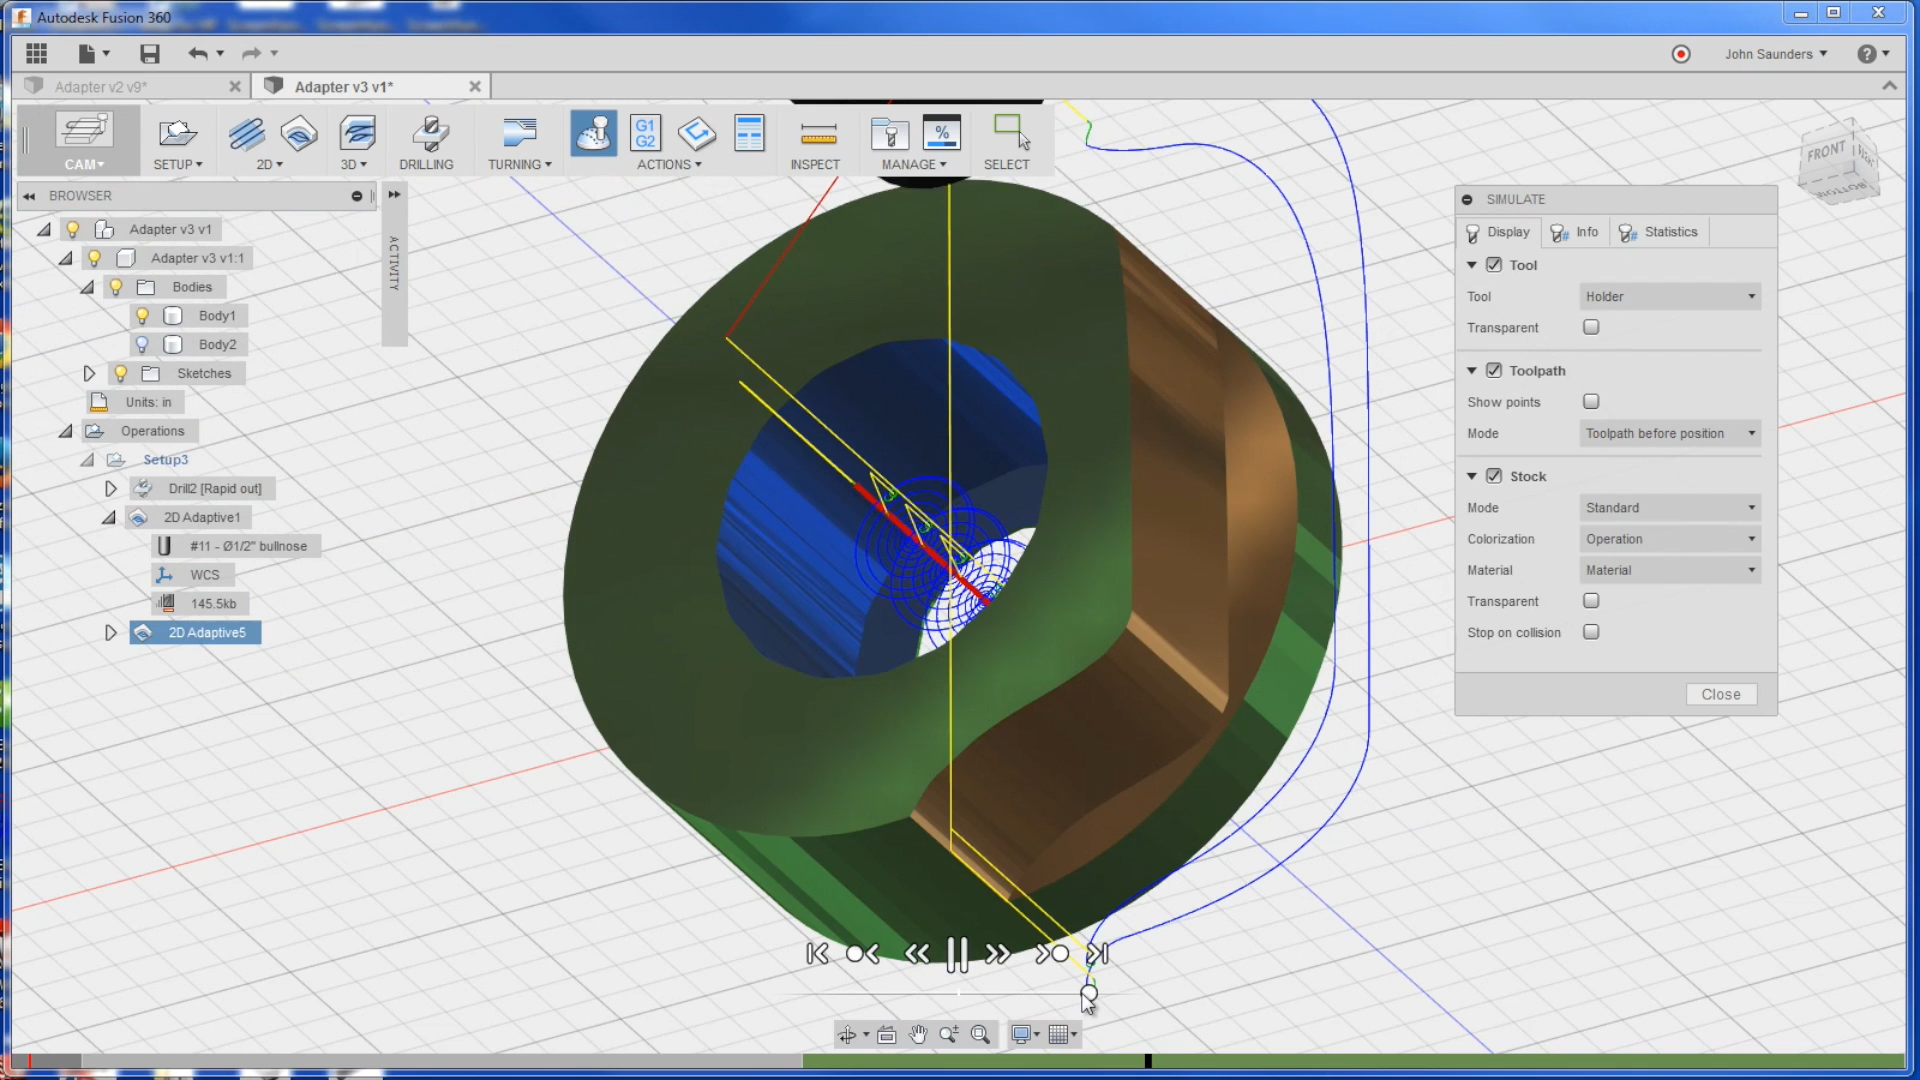 Autodesk Fusion 360
John Saunders
Adapter v2 v9*
Adapter v3 v1*
G1
G2
%
CAM
SETUP
2D
3D
DRILLING
TURNING
ACTIONS
INSPECT
MANAGE
SELECT
FRONT
BOTTOM
BROWSER
ACTIVITY
Adapter v3 v1
Adapter v3 v1:1
Bodies
Body1
Body2
Sketches
Units: in
Operations
Setup3
Drill2 [Rapid out]
2D Adaptive1
#11 - Ø1/2" bullnose
WCS
145.5kb
2D Adaptive5
SIMULATE
Display
Info
Statistics
Tool
Tool Holder
Transparent
Toolpath
Show points
Mode Toolpath before position
Stock
Mode Standard
Colorization Operation
Material Material
Transparent
Stop on collision
Close